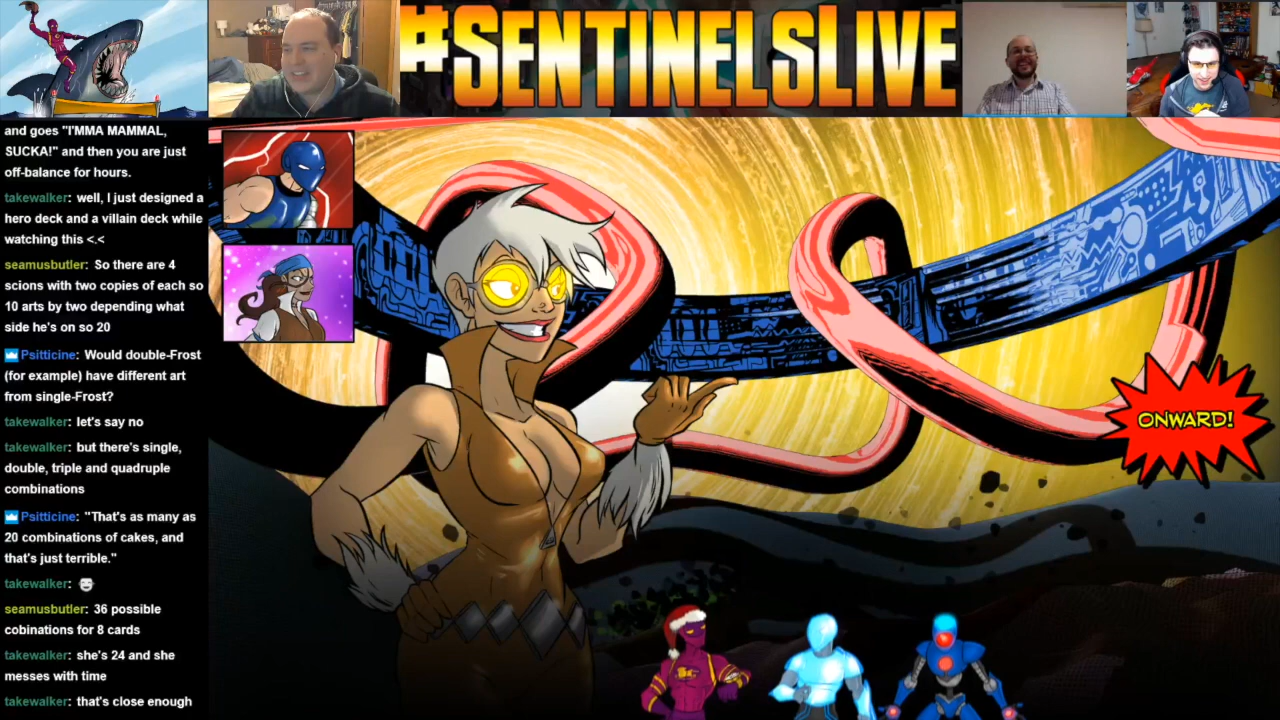 #SENTINELSLIVE
and goes "I'MMA MAMMAL,
SUCKA!" and then you are just
off-balance for hours.
takewalker: well, I just designed a
hero deck and a villain deck while
watching this <.<
seamusbutler: So there are 4
scions with two copies of each so
10 arts by two depending what
side he's on so 20
Psitticine: Would double-Frost
(for example) have different art
from single-Frost?
takewalker: let's say no
takewalker: but there's single,
double, triple and quadruple
combinations
Psitticine: "That's as many as
20 combinations of cakes, and
that's just terrible."
takewalker:
seamusbutler: 36 possible
cobinations for 8 cards
takewalker: she's 24 and she
messes with time
takewalker: that's close enough
ONWARD!